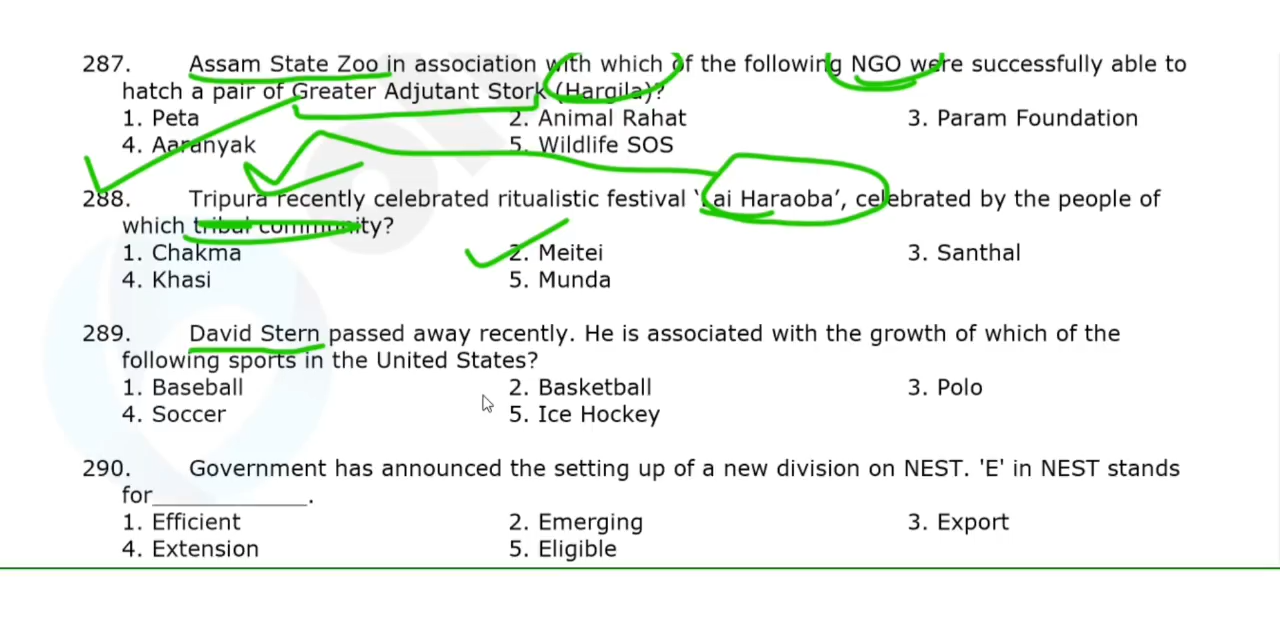 287. Assam State Zoo in association with which of the following NGO were successfully able to
hatch a pair of Greater Adjutant Stork (Hargila)?
1. Peta 2. Animal Rahat 3. Param Foundation
4. Aaranyak 5. Wildlife SOS
288. Tripura recently celebrated ritualistic festival ‘Lai Haraoba’, celebrated by the people of
which tribal community?
1. Chakma 2. Meitei 3. Santhal
4. Khasi 5. Munda
289. David Stern passed away recently. He is associated with the growth of which of the
following sports in the United States?
1. Baseball 2. Basketball 3. Polo
4. Soccer 5. Ice Hockey
290. Government has announced the setting up of a new division on NEST. 'E' in NEST stands
for____________.
1. Efficient 2. Emerging 3. Export
4. Extension 5. Eligible